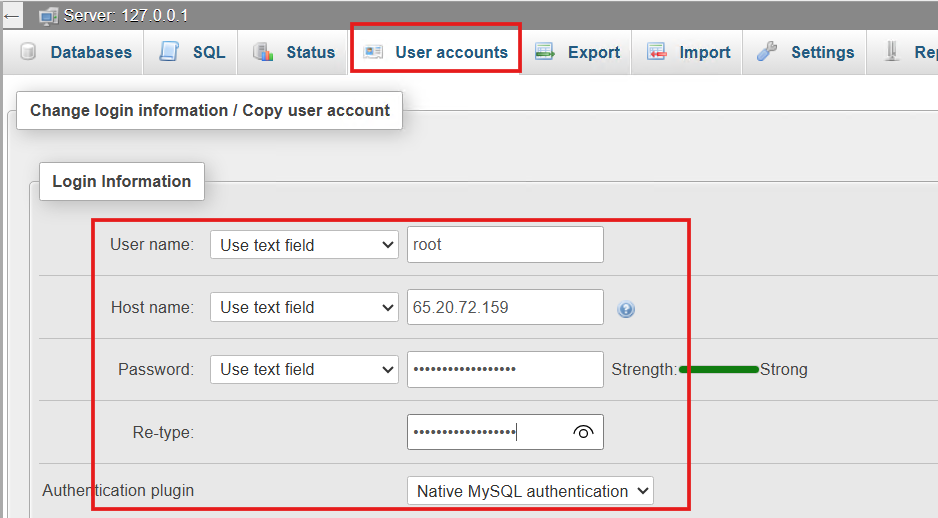 Server: 127.0.0.1
Databases SQL Status User accounts Export Import Settings
Change login information / Copy user account
Login Information
User name: Use text field root
Host name: Use text field 65.20.72.159
Password: Use text field •••••••••••••••••• Strength: Strong
Re-type: ••••••••••••••••••
Authentication plugin Native MySQL authentication